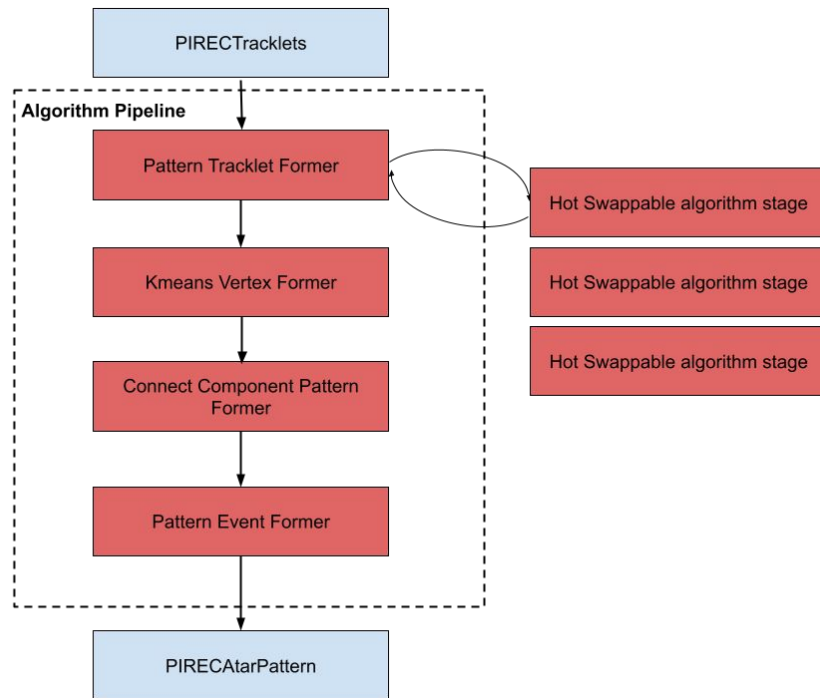 PIRECTracklets
Algorithm Pipeline
Pattern Tracklet Former
Hot Swappable algorithm stage
Kmeans Vertex Former
Hot Swappable algorithm stage
Hot Swappable algorithm stage
Connect Component Pattern
Former
Pattern Event Former
PIRECAtarPattern